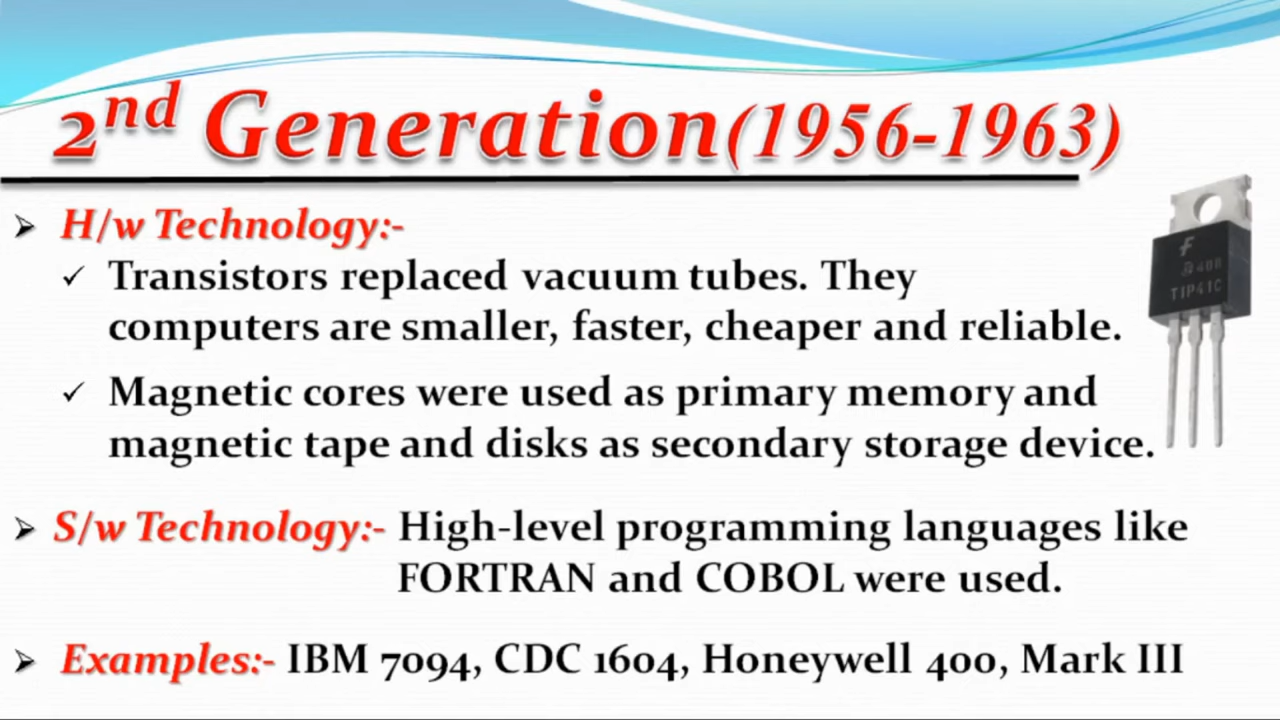 2nd Generation(1956-1963)
➢ H/w Technology:-
✓ Transistors replaced vacuum tubes. They
computers are smaller, faster, cheaper and reliable.
✓ Magnetic cores were used as primary memory and
magnetic tape and disks as secondary storage device.
➢ S/w Technology:- High-level programming languages like
FORTRAN and COBOL were used.
➢ Examples:- IBM 7094, CDC 1604, Honeywell 400, Mark III
TIP41C